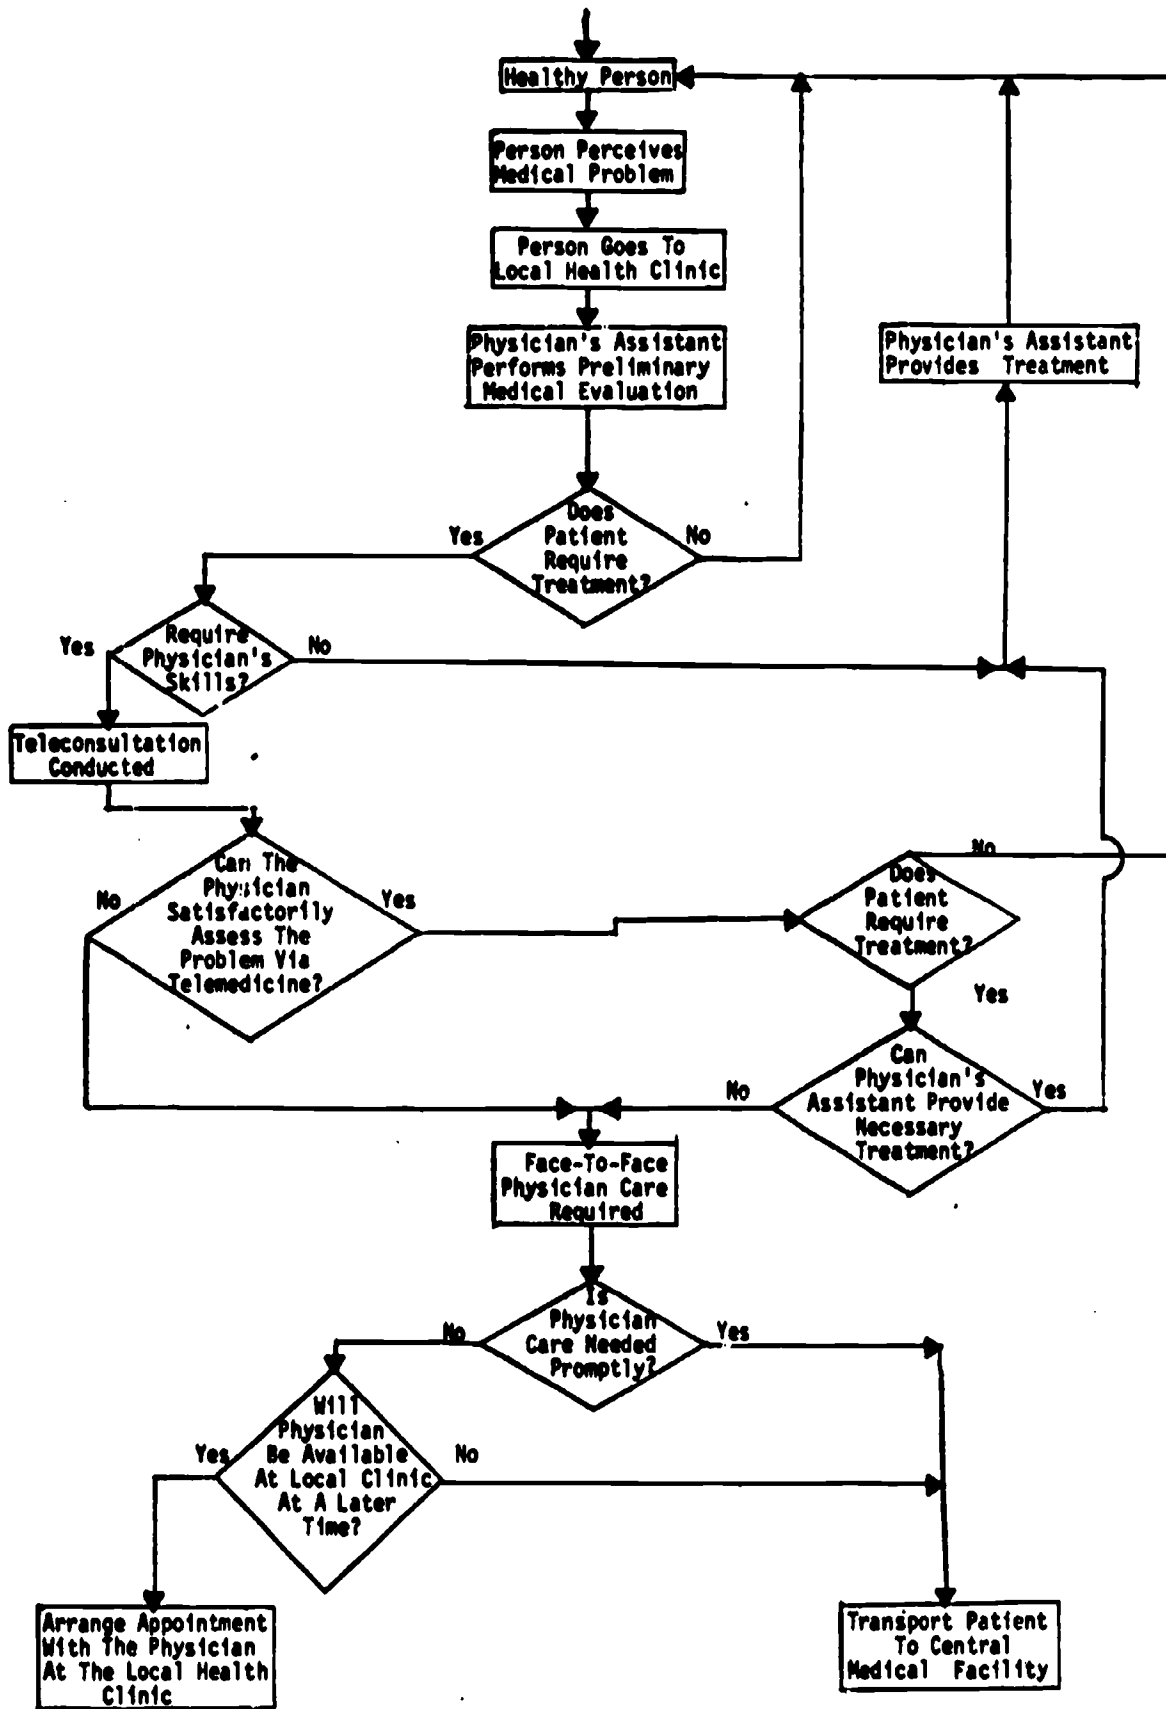 Healthy Person
Person Perceives
Medical Problem
Person Goes To
Local Health Clinic
Physician's Assistant
Performs Preliminary
Medical Evaluation
Physician's Assistant
Provides Treatment
Does
Patient
Require
Treatment?
Yes
No
Require
Physician's
Skills?
Yes
No
Teleconsultation
Conducted
Can The
Physician
Satisfactorily
Assess The
Problem Via
Telemedicine?
No
Yes
Does
Patient
Require
Treatment?
No
Yes
Can
Physician's
Assistant Provide
Necessary
Treatment?
No
Yes
Face-To-Face
Physician Care
Required
Is
Physician
Care Needed
Promptly?
No
Yes
Will
Physician
Be Available
At Local Clinic
At A Later
Time?
Yes
No
Arrange Appointment
With The Physician
At The Local Health
Clinic
Transport Patient
To Central
Medical Facility